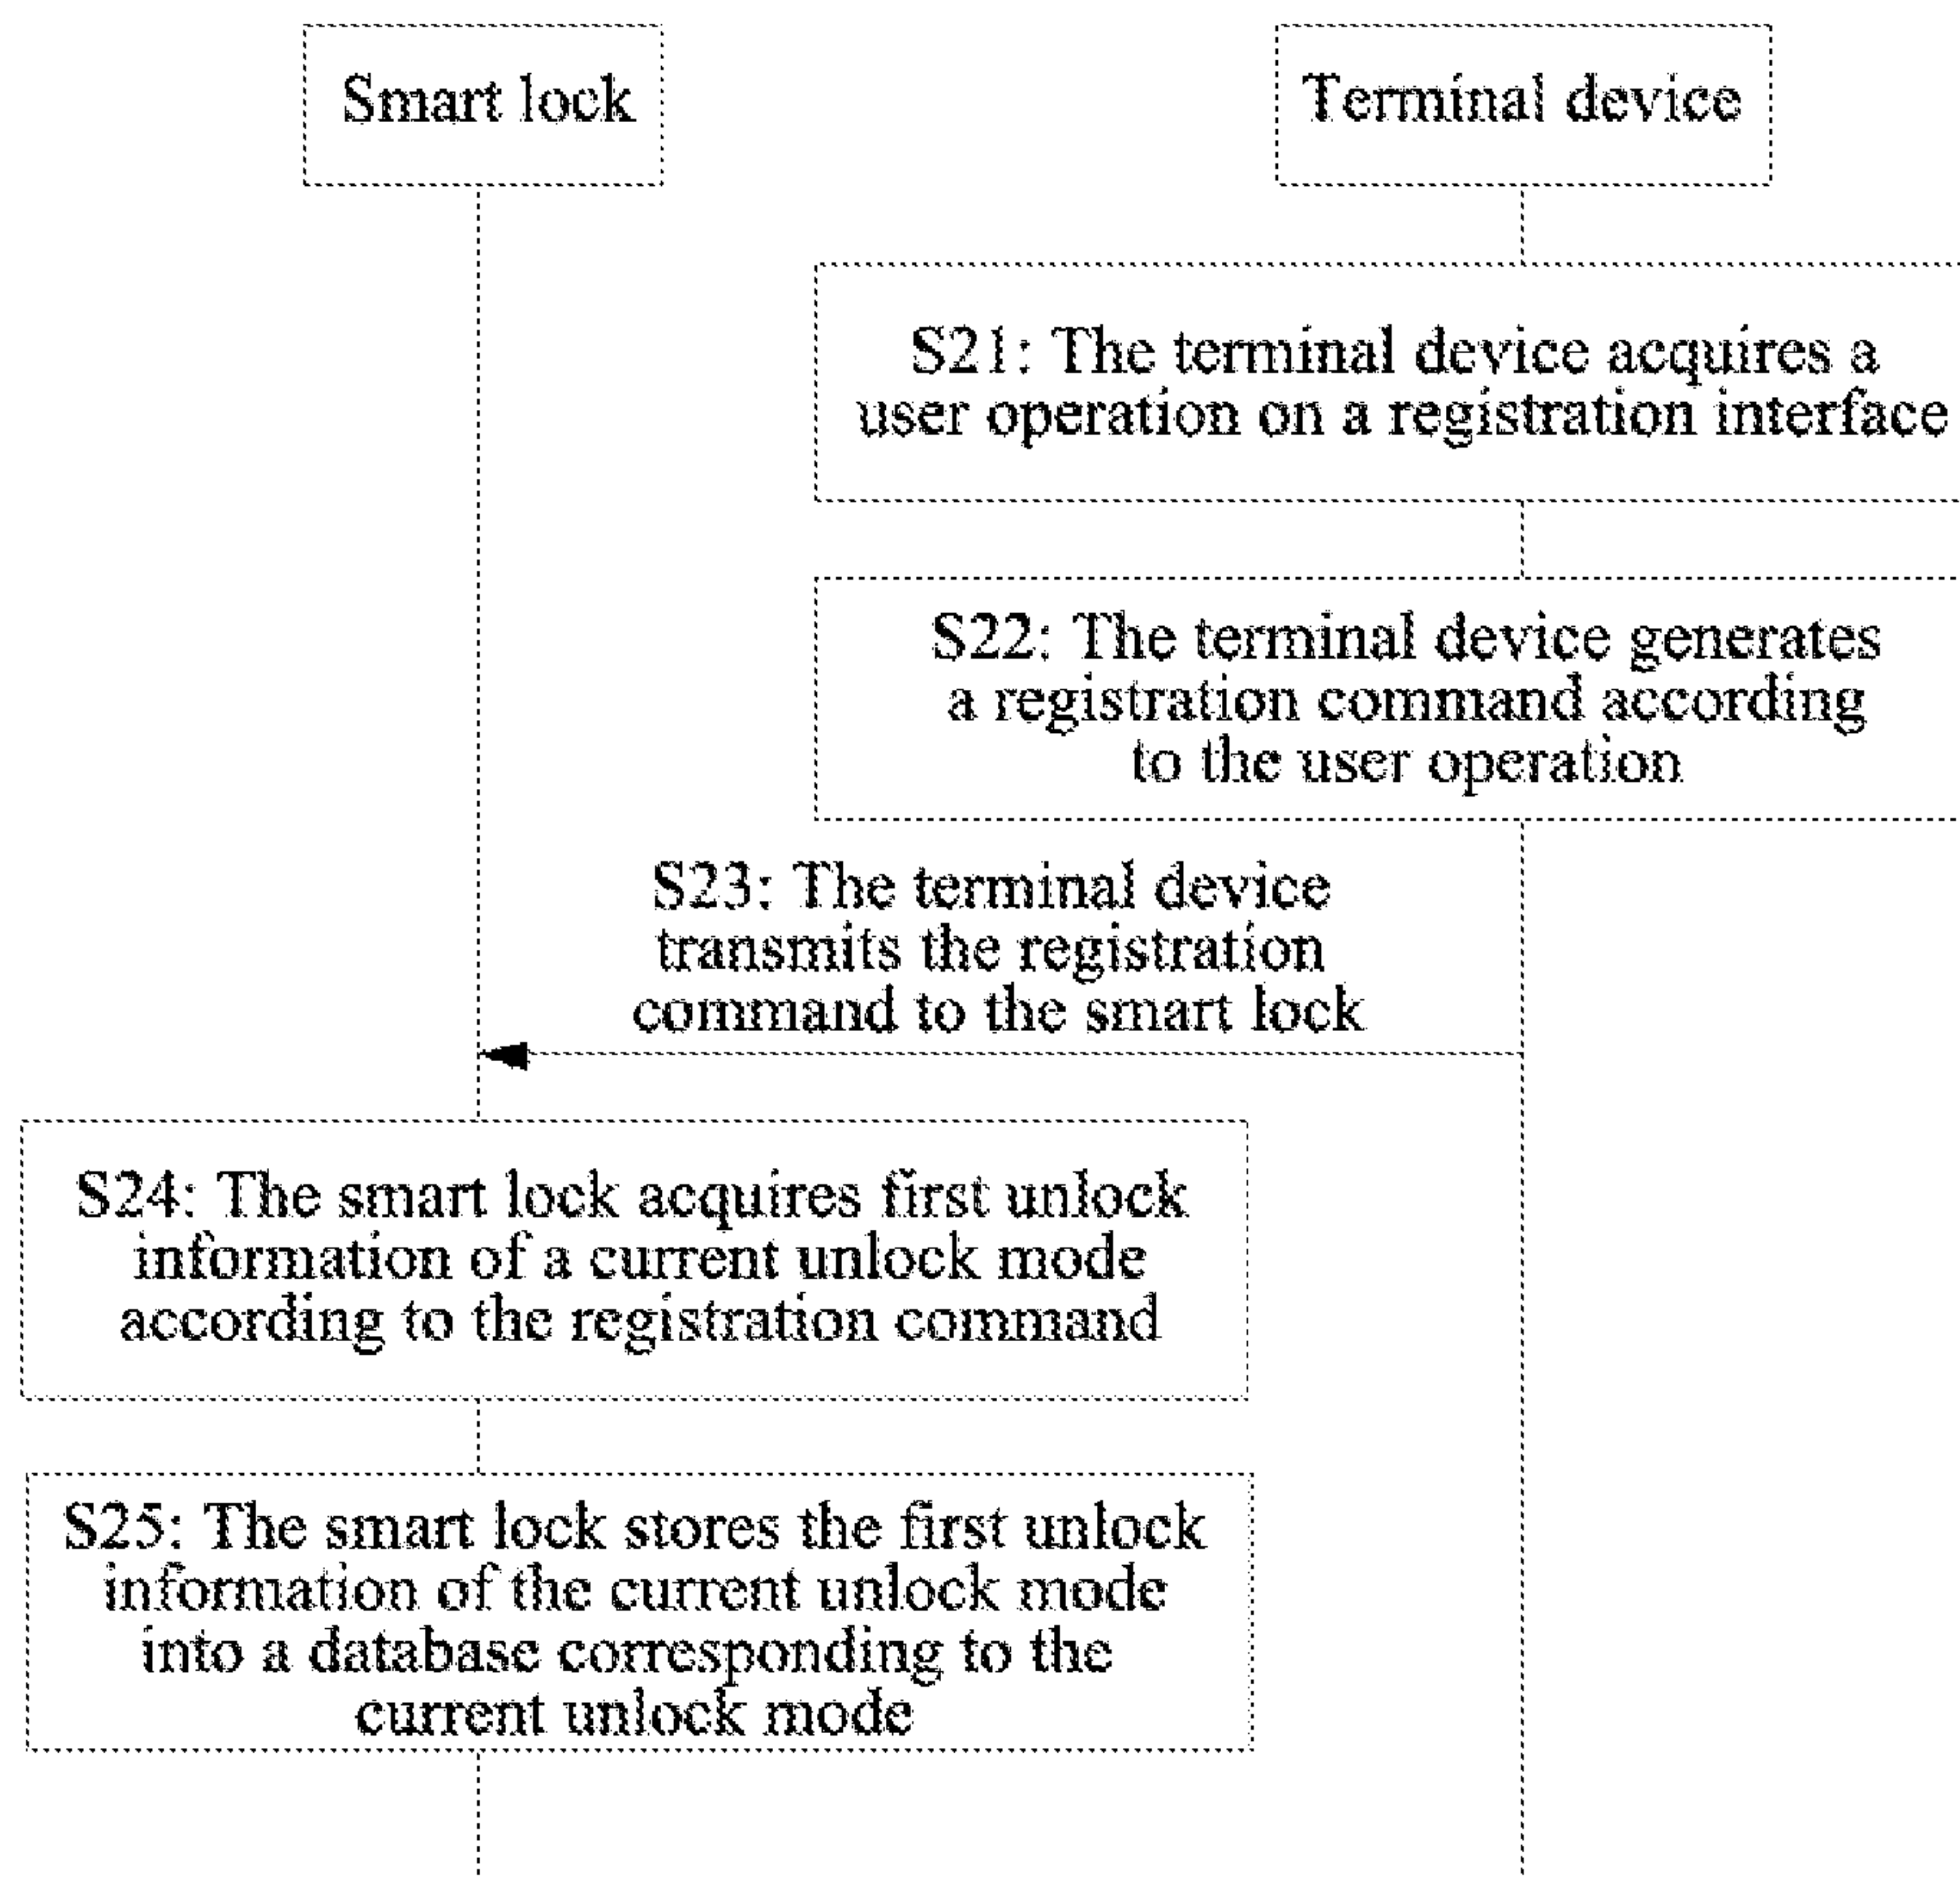 Smart lock
Terminal device
S21: The terminal device acquires a
user operation on a registration interface
S22: The terminal device generates
a registration command according
to the user operation
S23: The terminal device
transmits the registration
command to the smart lock
S24: The smart lock acquires first unlock
information of a current unlock mode
according to the registration command
S25: The smart lock stores the first unlock
information of the current unlock mode
into a database corresponding to the
current unlock mode